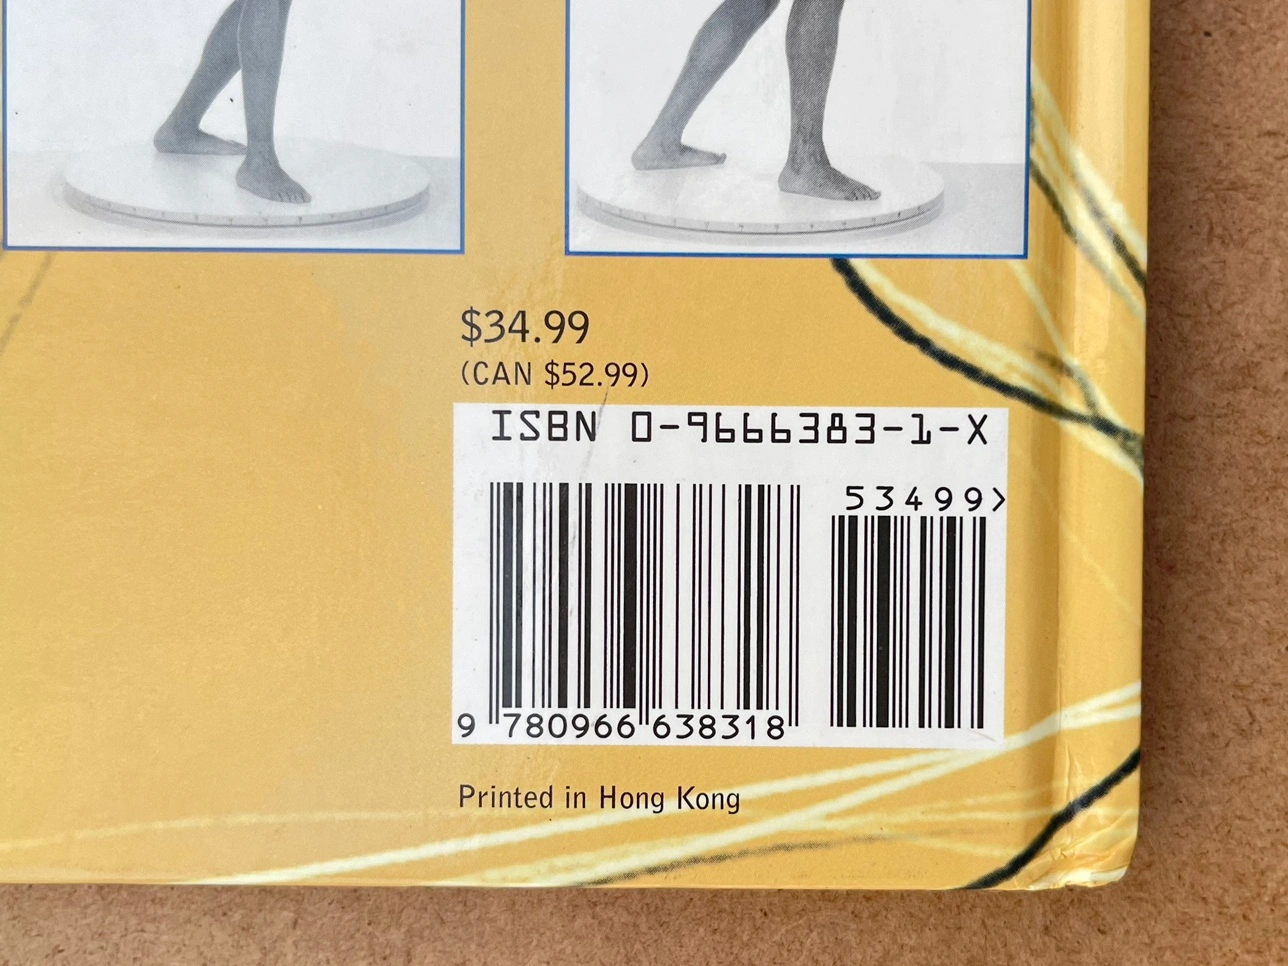 $34.99
(CAN $52.99)
ISBN 0-9666383-1-X
53499>
9 780966 638318
Printed in Hong Kong